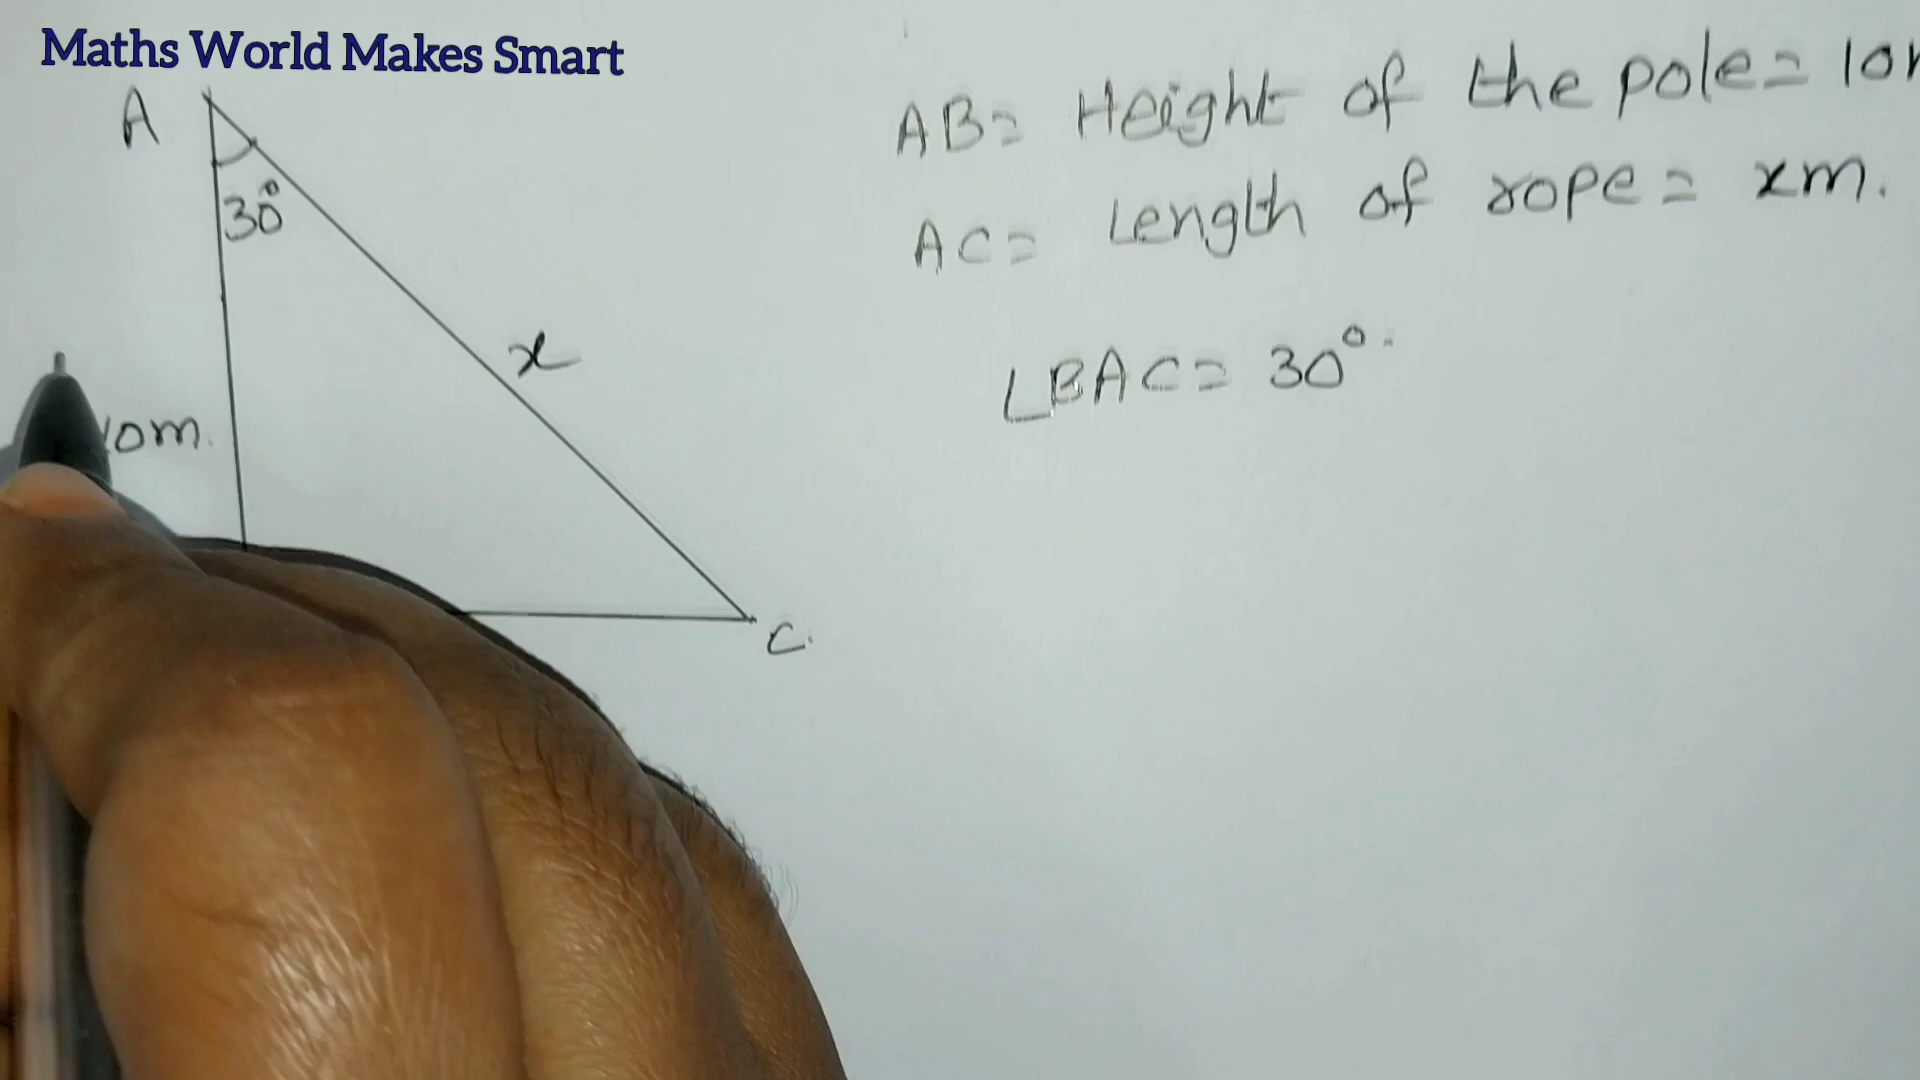 Maths World Makes Smart
A
AB= Height of the pole= 10
30°
AC= Length of rope= xm.
x
∠BAC= 30°.
10m.
C.